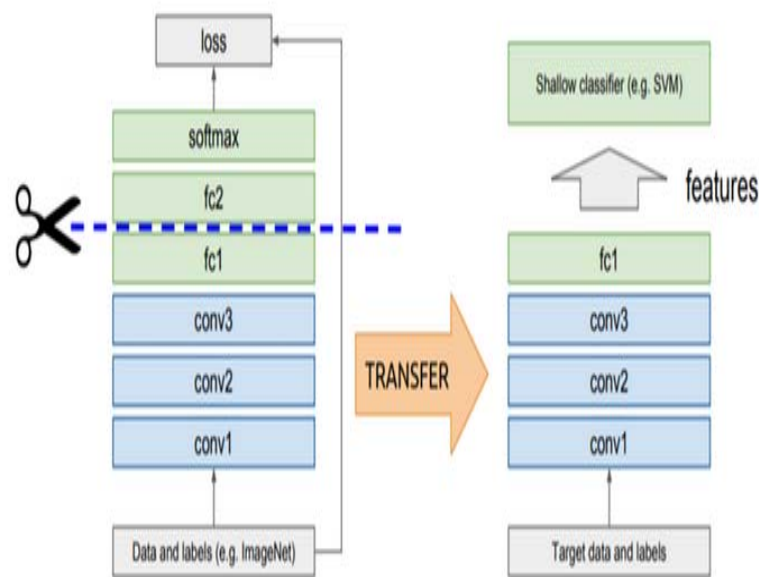 loss
softmax
fc2
fc1
conv3
conv2
conv1
Data and labels (e.g. ImageNet)
TRANSFER
Shallow classifier (e.g. SVM)
features
fc1
conv3
conv2
conv1
Target data and labels